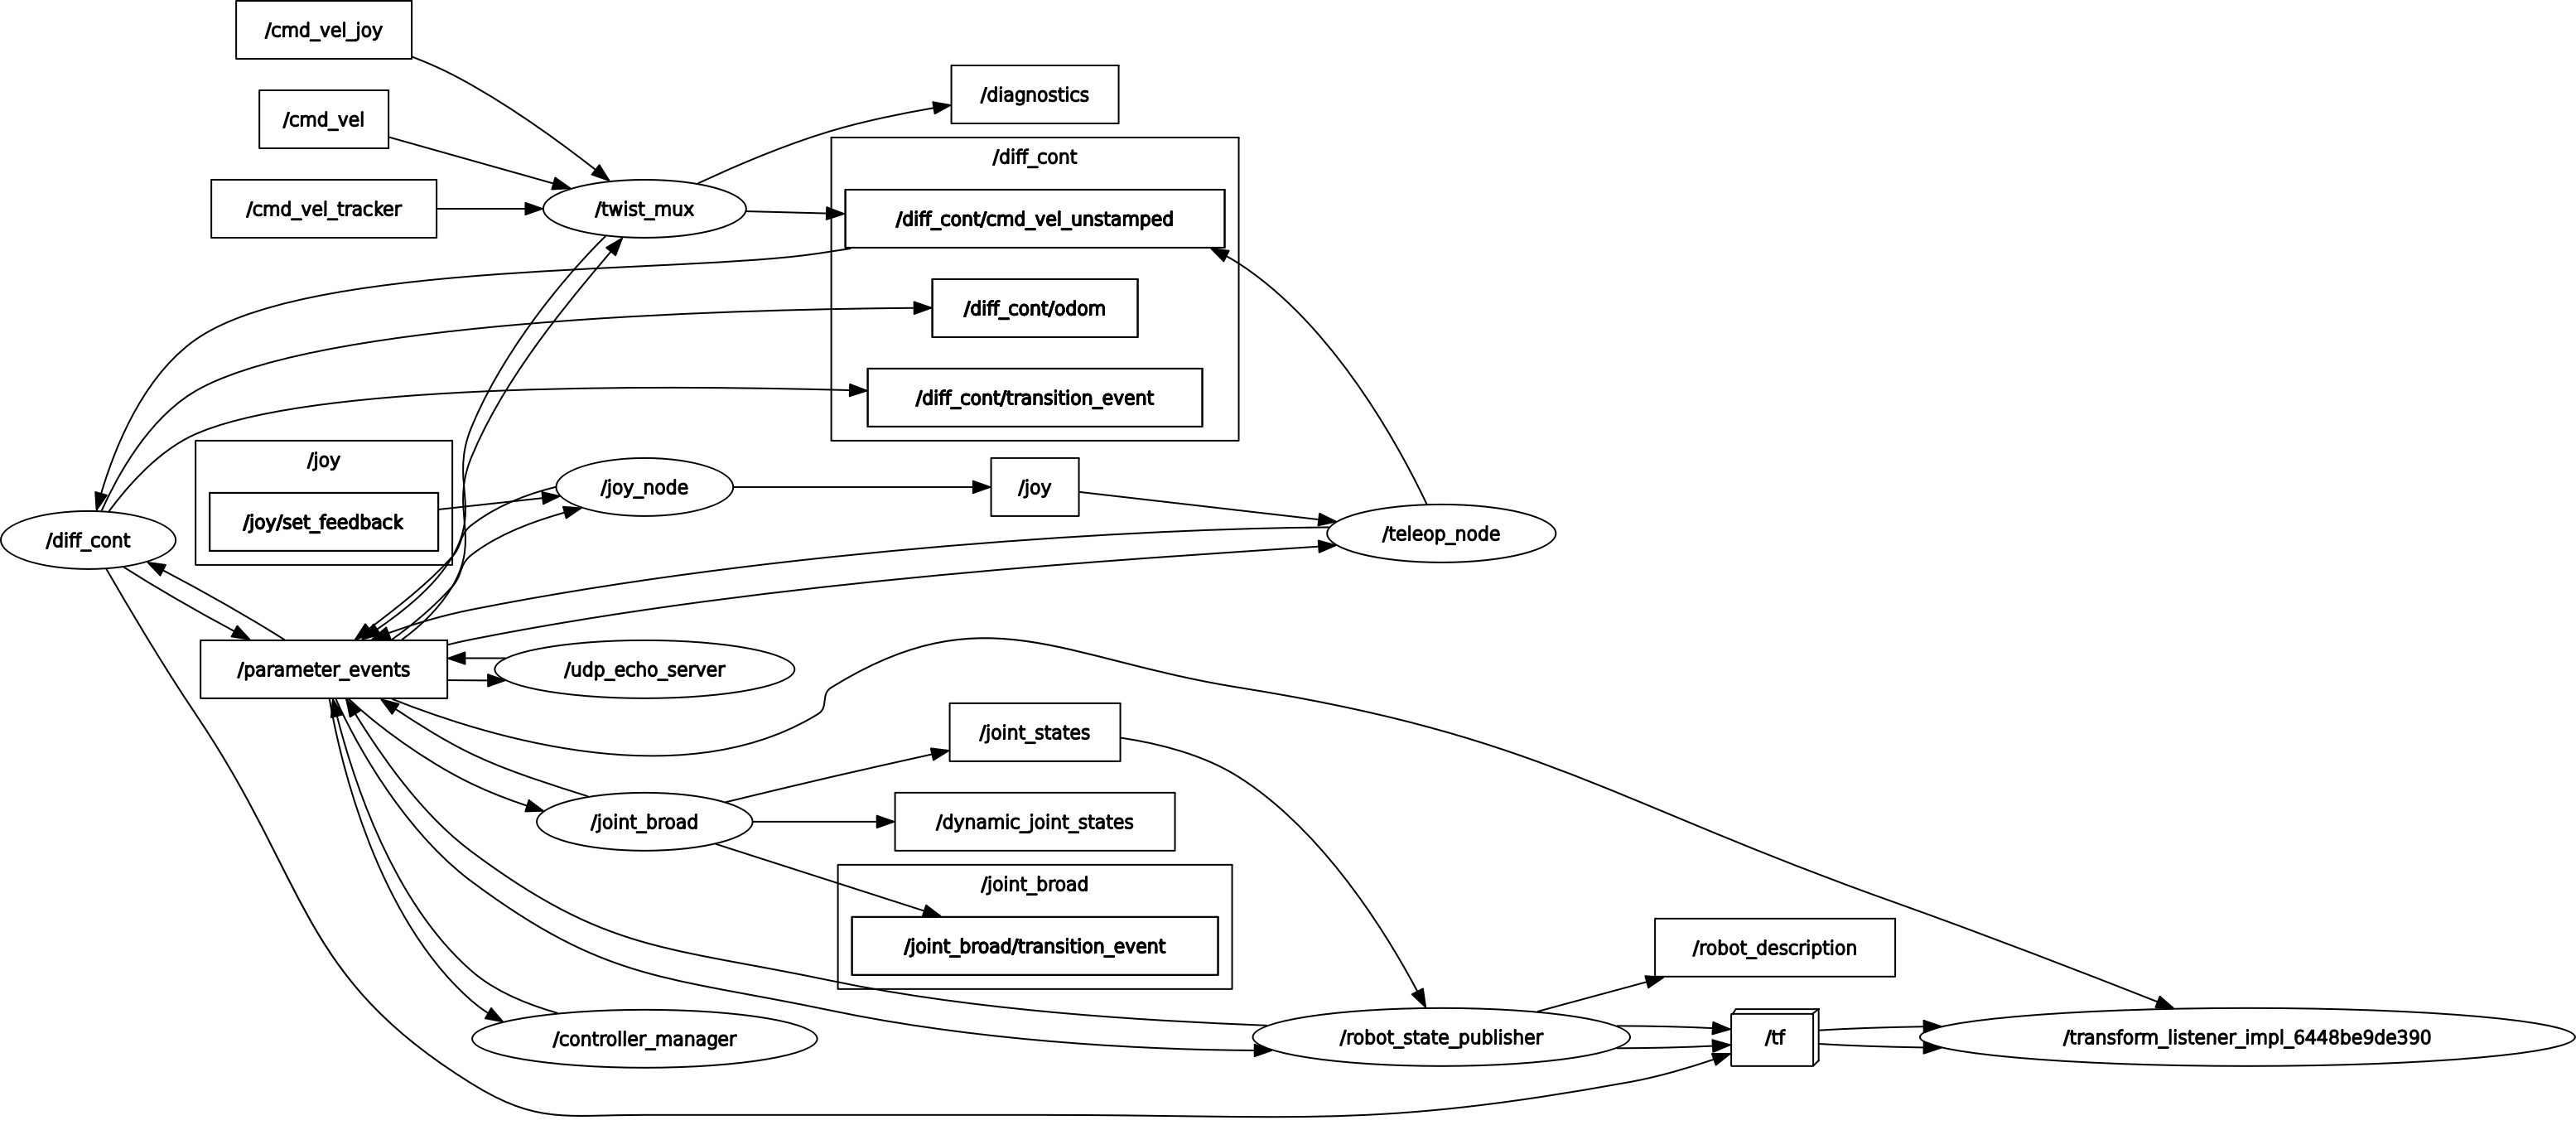 /cmd_vel_joy
/cmd_vel
/cmd_vel_tracker
/twist_mux
/diagnostics
/diff_cont
/diff_cont/cmd_vel_unstamped
/diff_cont/odom
/diff_cont/transition_event
/joy
/joy/set_feedback
/joy_node
/joy
/teleop_node
/diff_cont
/parameter_events
/udp_echo_server
/joint_states
/joint_broad
/dynamic_joint_states
/joint_broad
/joint_broad/transition_event
/robot_description
/controller_manager
/robot_state_publisher
/tf
/transform_listener_impl_6448be9de390